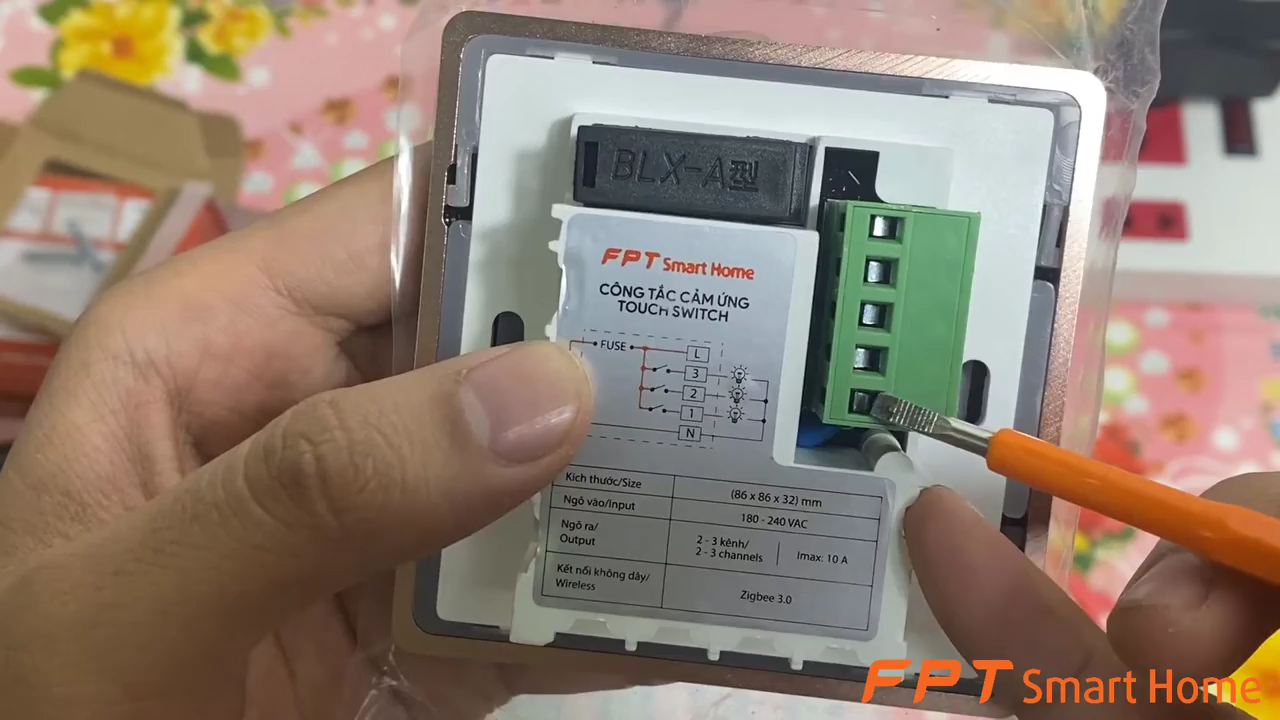 BLX-A型
FPT Smart Home
CÔNG TẮC CẢM ỨNG
TOUCH SWITCH
FUSE
L
3
2
1
N
Kích thước/Size
(86 x 86 x 32) mm
Ngõ vào/Input
180 - 240 VAC
Ngõ ra/
Output
2 - 3 kênh/
2 - 3 channels
Imax: 10 A
Kết nối không dây/
Wireless
Zigbee 3.0
FPT Smart Home